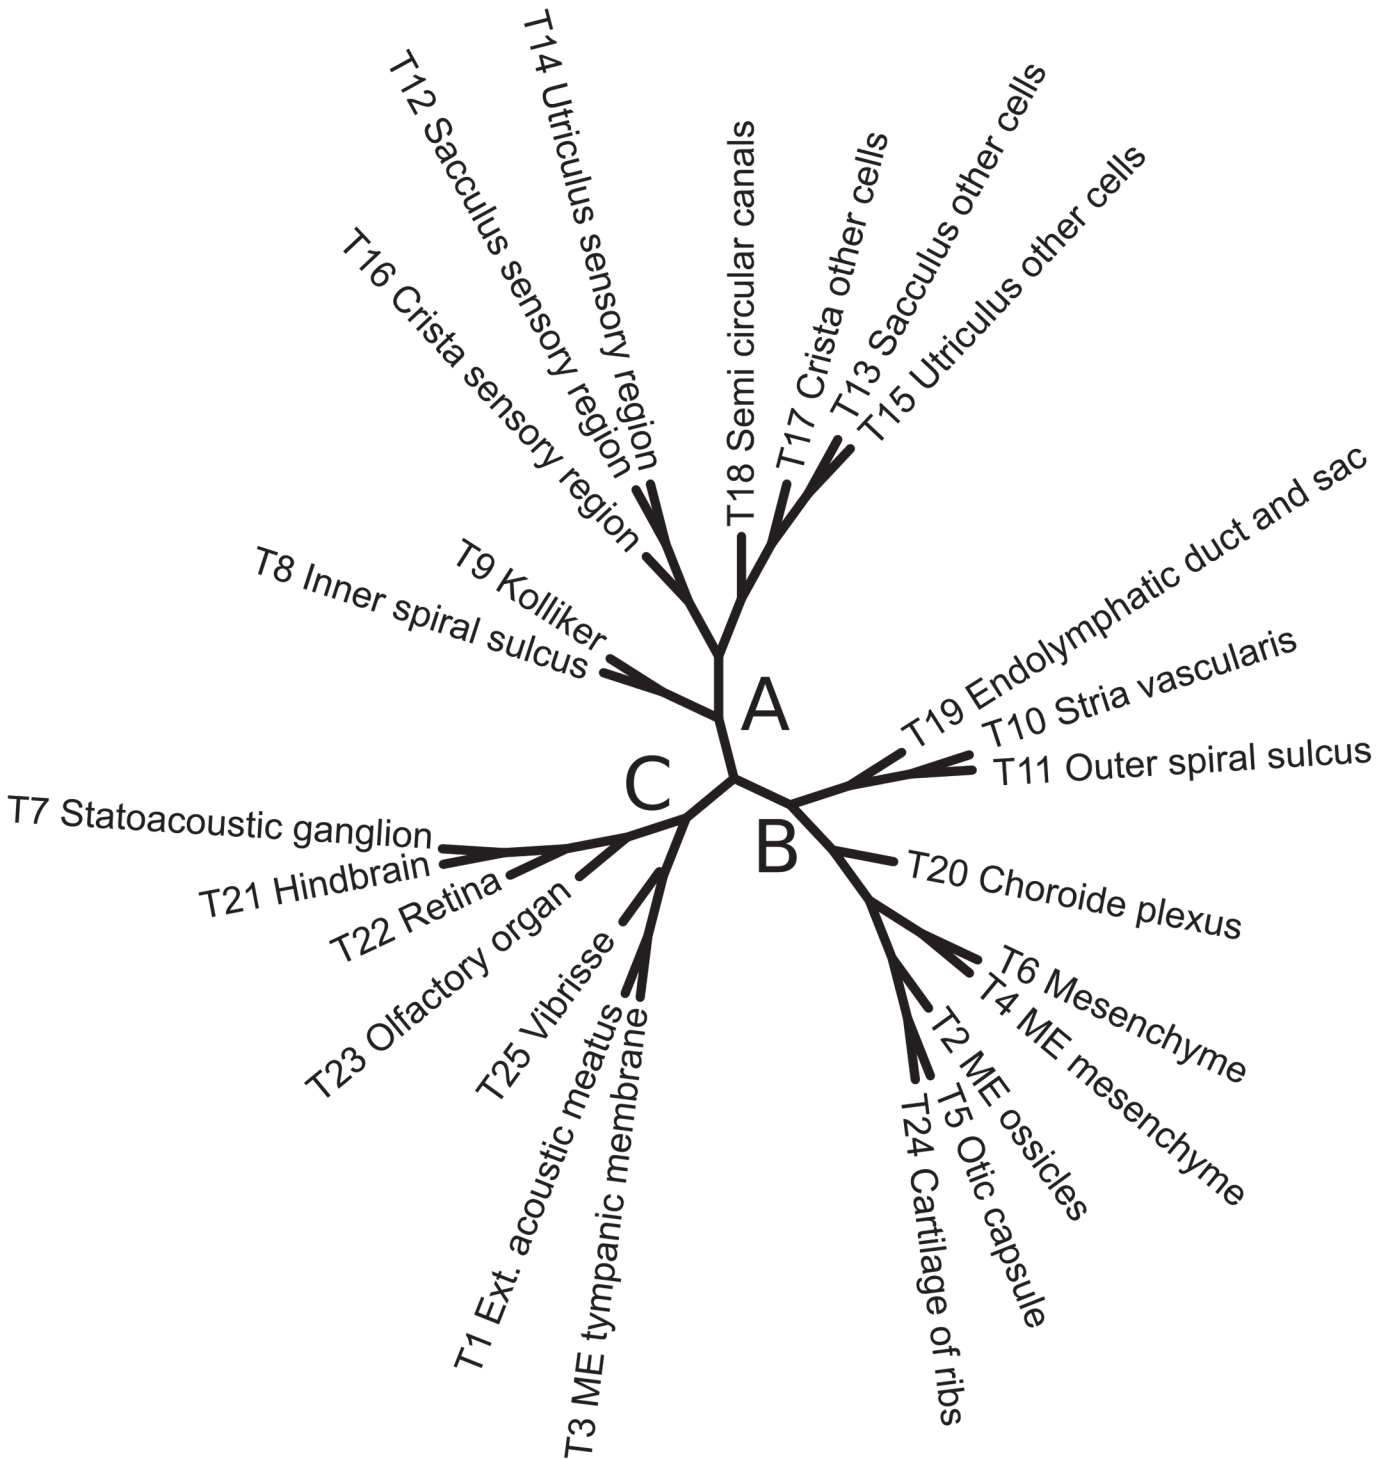 T14 Utriculus sensory region
T12 Sacculus sensory region
T16 Crista sensory region
T18 Semi circular canals
T17 Crista other cells
T13 Sacculus other cells
T15 Utriculus other cells
T9 Kolliker
T8 Inner spiral sulcus
A
T19 Endolymphatic duct and sac
T10 Stria vascularis
T11 Outer spiral sulcus
C
B
T7 Statoacoustic ganglion
T21 Hindbrain
T22 Retina
T23 Olfactory organ
T25 Vibrisse
T1 Ext. acoustic meatus
T3 ME tympanic membrane
T20 Choroide plexus
T6 Mesenchyme
T4 ME mesenchyme
T2 ME ossicles
T5 Otic capsule
T24 Cartilage of ribs